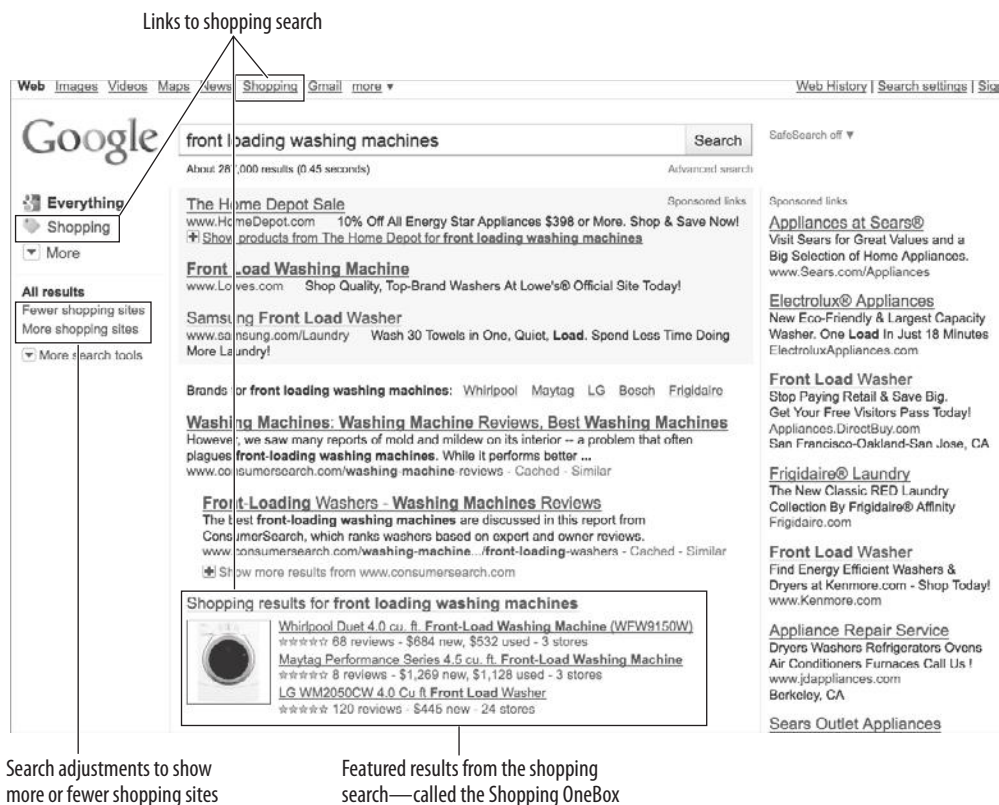 Links to shopping search
Web Images Videos Maps News Shopping Gmail more ▼
Web History | Search settings | Sig
Google
front loading washing machines
Search
SafeSearch off ▼
About 267,000 results (0.45 seconds)
Advanced search
Everything
Shopping
More
All results
Fewer shopping sites
More shopping sites
More search tools
The Home Depot Sale
Sponsored links
www.HomeDepot.com 10% Off All Energy Star Appliances $398 or More. Shop & Save Now!
Show products from The Home Depot for front loading washing machines
Front Load Washing Machine
www.Lowes.com Shop Quality, Top-Brand Washers At Lowe's® Official Site Today!
Samsung Front Load Washer
www.samsung.com/Laundry Wash 30 Towels in One, Quiet, Load. Spend Less Time Doing
More Laundry!
Brands for front loading washing machines: Whirlpool Maytag LG Bosch Frigidaire
Washing Machines: Washing Machine Reviews, Best Washing Machines
However, we saw many reports of mold and mildew on its interior -- a problem that often
plagues front-loading washing machines. While it performs better ...
www.consumersearch.com/washing-machine-reviews - Cached - Similar
Front-Loading Washers - Washing Machines Reviews
The best front-loading washing machines are discussed in this report from
ConsumerSearch, which ranks washers based on expert and owner reviews.
www.consumersearch.com/washing-machine.../front-loading-washers - Cached - Similar
Show more results from www.consumersearch.com
Shopping results for front loading washing machines
Whirlpool Duet 4.0 cu. ft. Front-Load Washing Machine (WFW9150W)
☆☆☆☆☆ 68 reviews - $684 new, $532 used - 3 stores
Maytag Performance Series 4.5 cu. ft. Front-Load Washing Machine
☆☆☆☆☆ 8 reviews - $1,269 new, $1,128 used - 3 stores
LG WM2050CW 4.0 Cu ft Front Load Washer
☆☆☆☆☆ 120 reviews - $445 new - 24 stores
Sponsored links
Appliances at Sears®
Visit Sears for Great Values and a
Big Selection of Home Appliances.
www.Sears.com/Appliances
Electrolux® Appliances
New Eco-Friendly & Largest Capacity
Washer. One Load In Just 18 Minutes
ElectroluxAppliances.com
Front Load Washer
Stop Paying Retail & Save Big.
Get Your Free Visitors Pass Today!
Appliances.DirectBuy.com
San Francisco-Oakland-San Jose, CA
Frigidaire® Laundry
The New Classic RED Laundry
Collection By Frigidaire® Affinity
Frigidaire.com
Front Load Washer
Find Energy Efficient Washers &
Dryers at Kenmore.com - Shop Today!
www.Kenmore.com
Appliance Repair Service
Dryers Washers Refrigerators Ovens
Air Conditioners Furnaces Call Us !
www.jdappliances.com
Berkeley, CA
Sears Outlet Appliances
Search adjustments to show
more or fewer shopping sites
Featured results from the shopping
search—called the Shopping OneBox